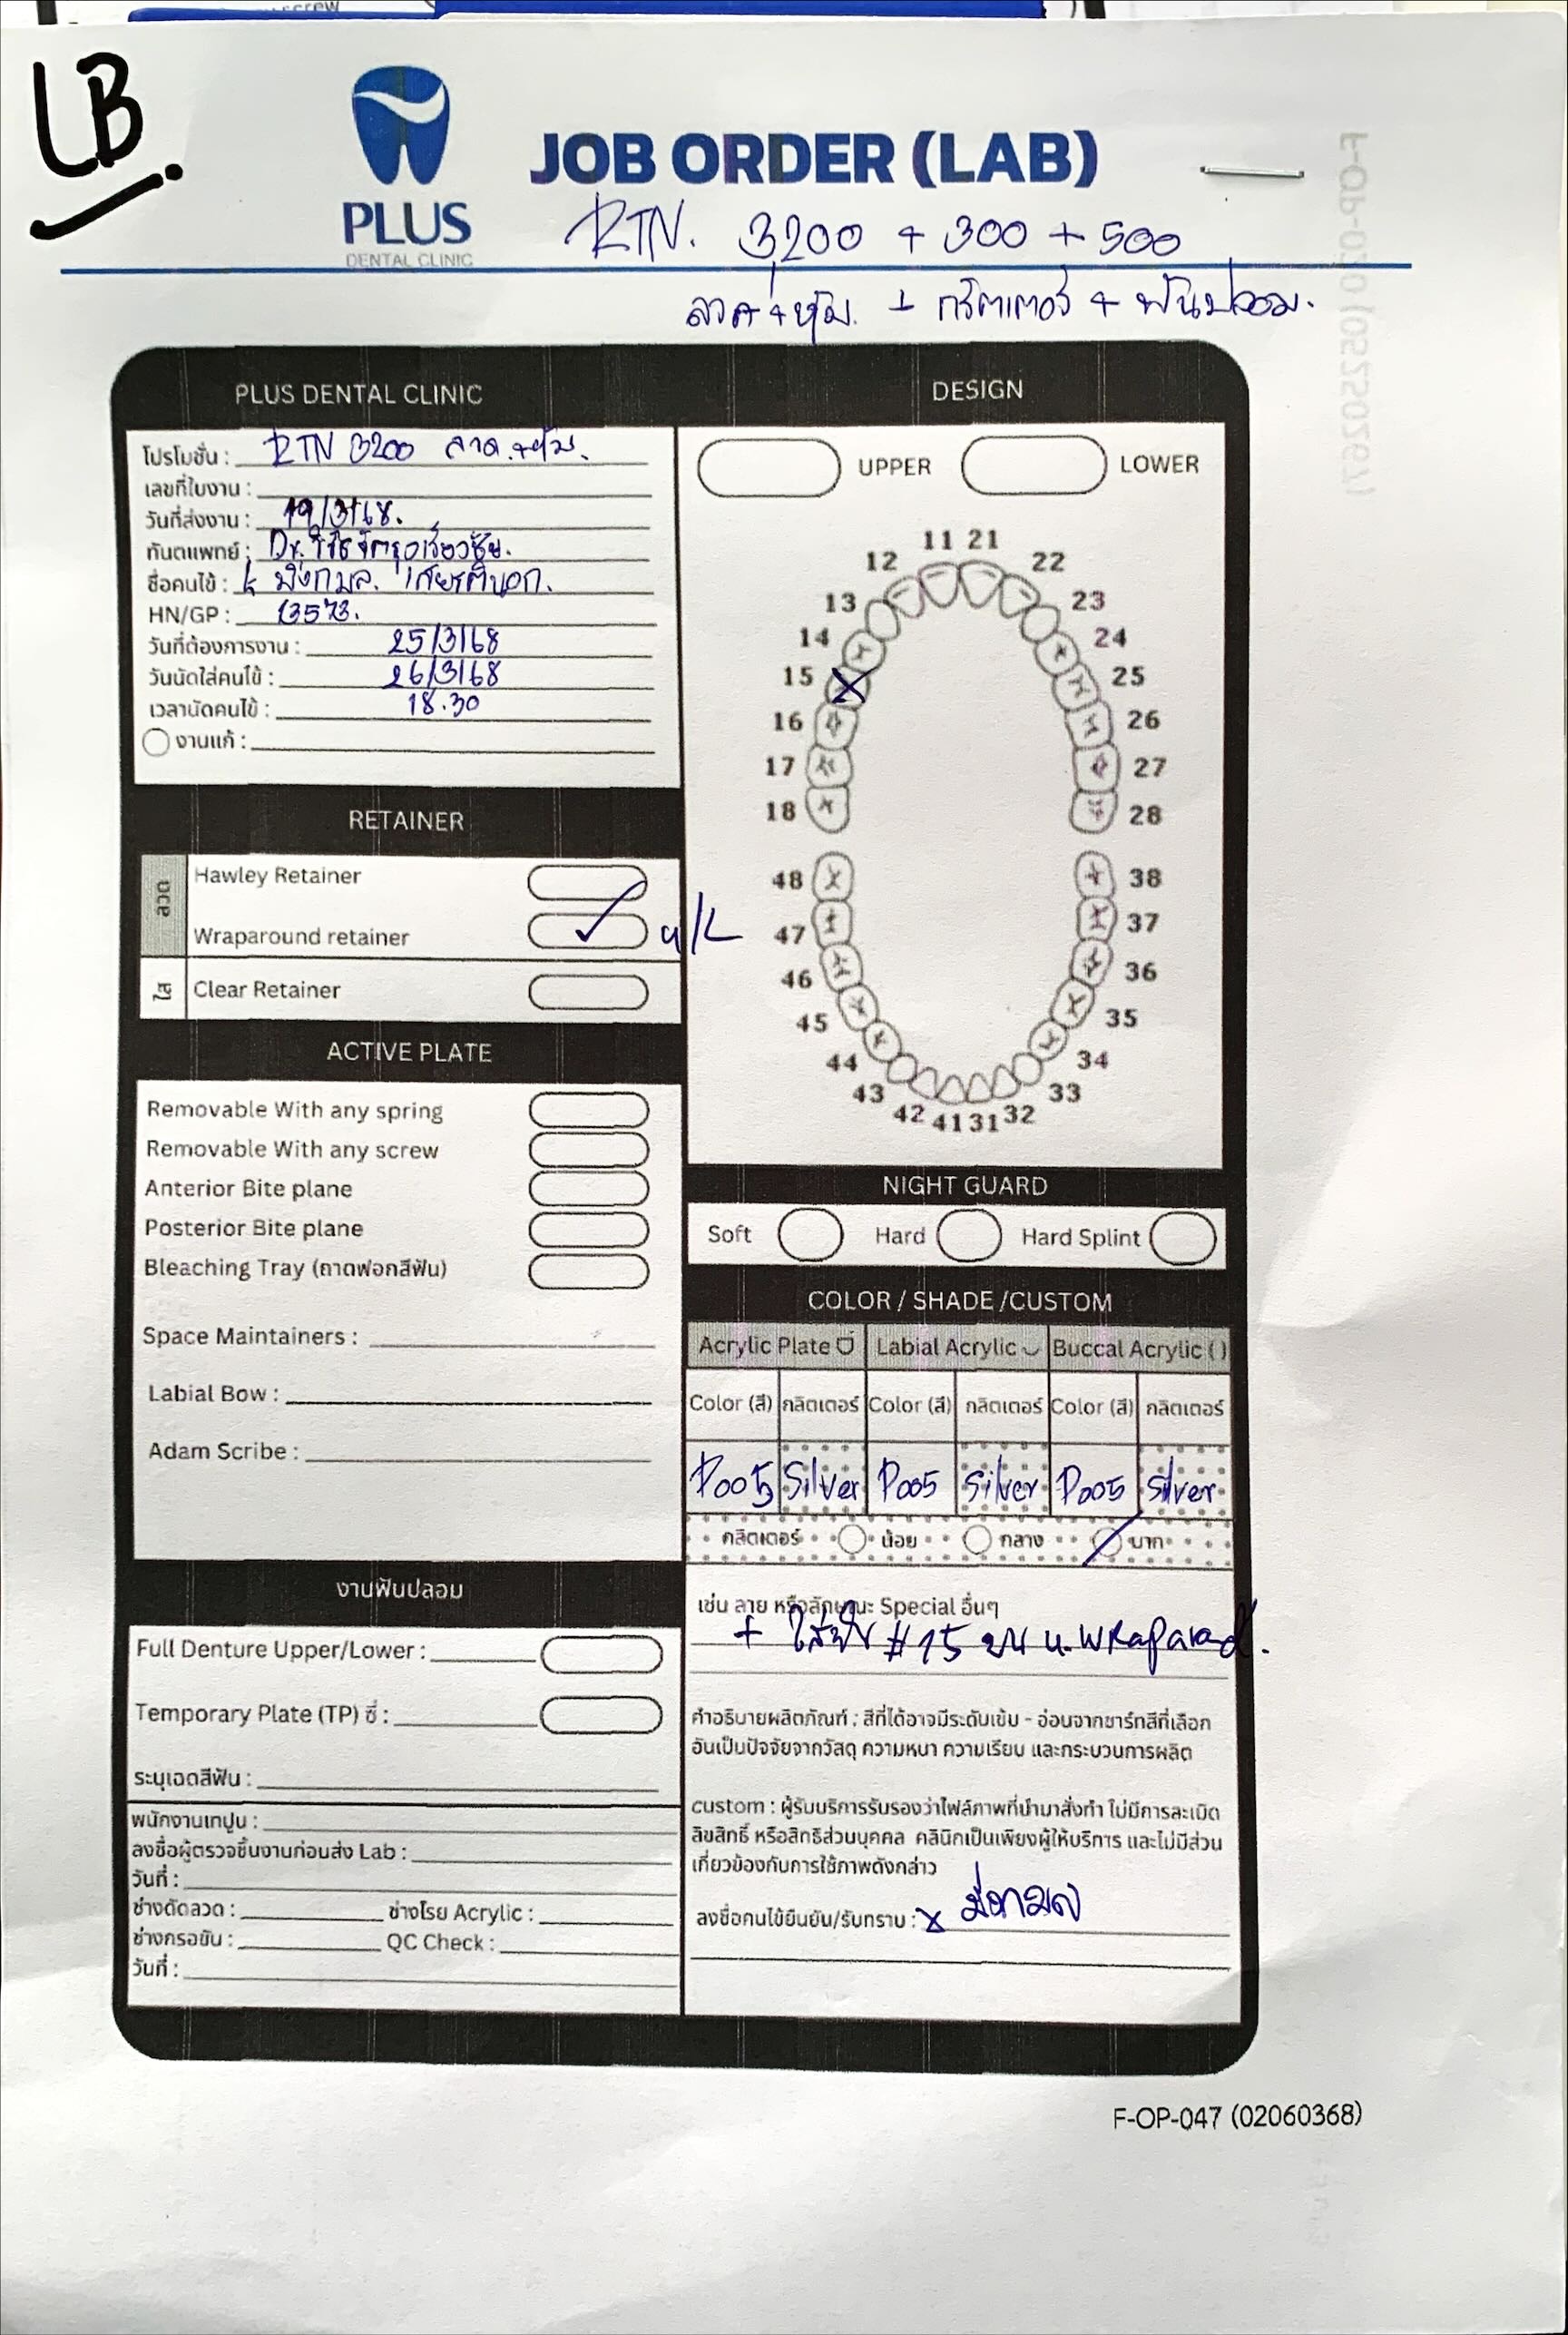 LB.
PLUS
DENTAL CLINIC
JOB ORDER (LAB)
RTN. 3200 + 300 + 500
ลวด+หุ้ม. + กริตเตอร์ + ฟันปลอม.
PLUS DENTAL CLINIC
โปรโมชั่น : RTN 3200 ลวด.+หุ้ม.
เลขที่ใบงาน :
วันที่ส่งงาน : 19/3/68.
ทันตแพทย์ : Dr.
ชื่อคนไข้ : k มิ่งกมล.
HN/GP : 13573.
วันที่ต้องการงาน : 25/3/68
วันนัดใส่คนไข้ : 26/3/68
เวลานัดคนไข้ : 18.30
งานแก้ :
RETAINER
ลวด
Hawley Retainer
Wraparound retainer ✓ u/L
ใส
Clear Retainer
ACTIVE PLATE
Removable With any spring
Removable With any screw
Anterior Bite plane
Posterior Bite plane
Bleaching Tray (ถาดฟอกสีฟัน)
Space Maintainers :
Labial Bow :
Adam Scribe :
งานฟันปลอม
Full Denture Upper/Lower :
Temporary Plate (TP) ซี่ :
ระบุเฉดสีฟัน :
พนักงานเทปูน :
ลงชื่อผู้ตรวจชิ้นงานก่อนส่ง Lab :
วันที่ :
ช่างดัดลวด : ช่างโรย Acrylic :
ช่างกรอขัน : QC Check :
วันที่ :
DESIGN
UPPER LOWER
11 21
12 22
13 23
14 24
15 25
16 26
17 27
18 28
48 38
47 37
46 36
45 35
44 34
43 33
42 41 31 32
NIGHT GUARD
Soft Hard Hard Splint
COLOR / SHADE /CUSTOM
Acrylic Plate Labial Acrylic Buccal Acrylic ( )
Color (สี) กลิตเตอร์ Color (สี) กลิตเตอร์ Color (สี) กลิตเตอร์
P005 Silver P005 Silver P005 Silver
กลิตเตอร์ น้อย กลาง มาก
เช่น ลาย หรือลักษณะ Special อื่นๆ
+ ใส่ฟัน #15 บน u. wraparad.
คำอธิบายผลิตภัณฑ์ : สีที่ได้อาจมีระดับเข้ม - อ่อนจากชาร์ทสีที่เลือก
อันเป็นปัจจัยจากวัสดุ ความหนา ความเรียบ และกระบวนการผลิต
custom : ผู้รับบริการรับรองว่าไฟล์ภาพที่นำมาสั่งทำ ไม่มีการละเมิด
ลิขสิทธิ์ หรือสิทธิส่วนบุคคล คลินิกเป็นเพียงผู้ให้บริการ และไม่มีส่วน
เกี่ยวข้องกับการใช้ภาพดังกล่าว
ลงชื่อคนไข้ยืนยัน/รับทราบ : x มิ่งกมล
F-OP-047 (02060368)